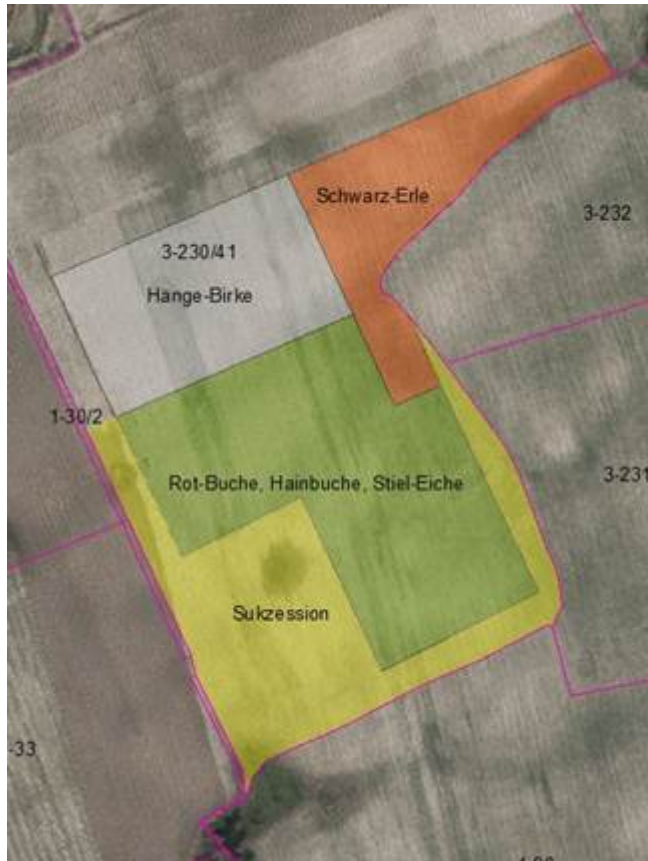 Schwarz-Erle
3-232
3-230/41
Hänge-Birke
1-30/2
Rot-Buche, Hainbuche, Stiel-Eiche
3-231
Sukzession
-33